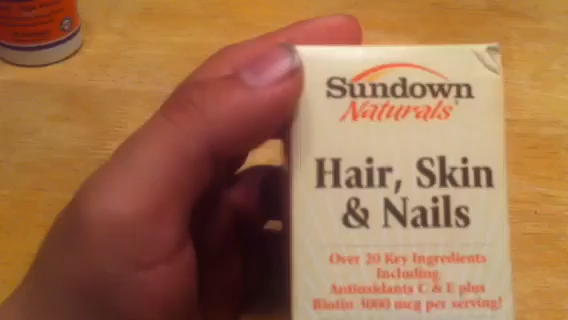 Sundown
Naturals®
Hair, Skin
& Nails
Over 20 Key Ingredients
Including
Antioxidants C & E plus
Biotin 3000 mcg per serving!